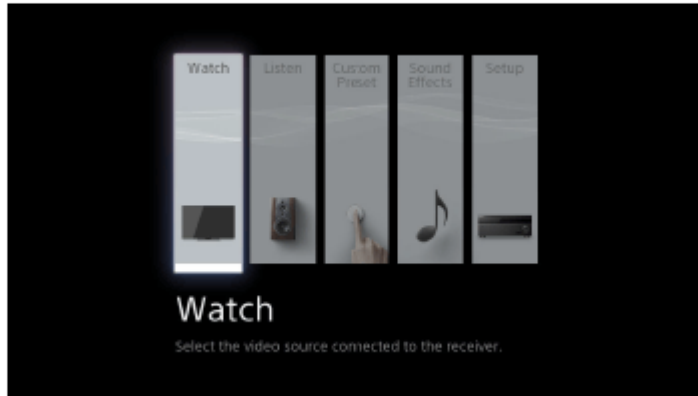 Watch
Listen
Custom
Preset
Sound
Effects
Setup
Watch
Select the video source connected to the receiver.